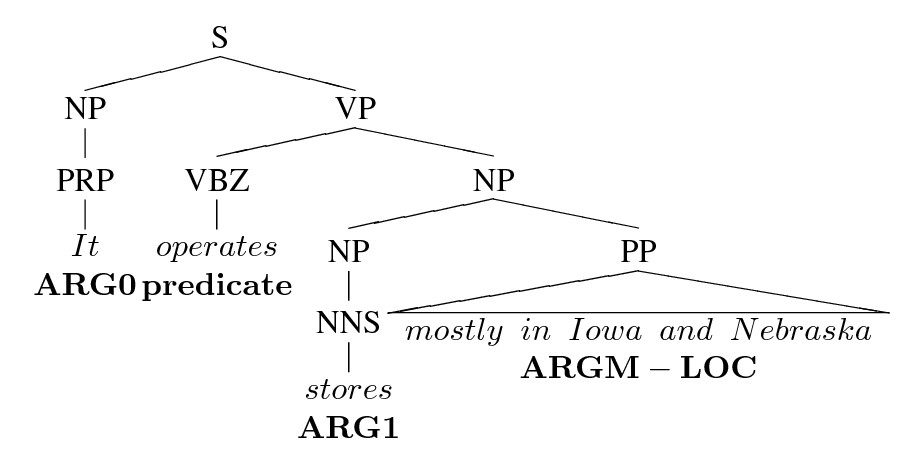 S
NP VP
PRP VBZ NP
It operates NP PP
ARG0 predicate
NNS mostly in Iowa and Nebraska
ARGM – LOC
stores
ARG1